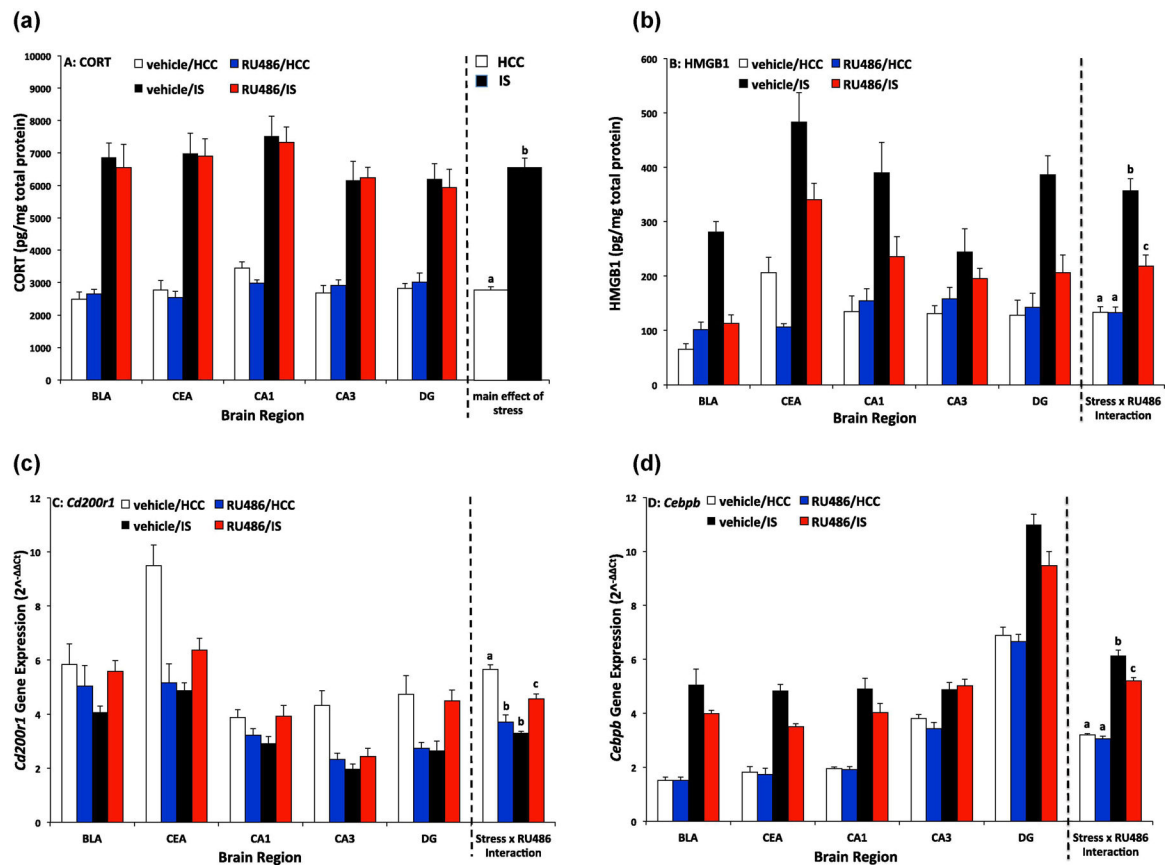 (a)
A: CORT
vehicle/HCC
RU486/HCC
vehicle/IS
RU486/IS
HCC
IS
CORT (pg/mg total protein)
10000
9000
8000
7000
6000
5000
4000
3000
2000
1000
0
a
b
BLA
CEA
CA1
CA3
DG
main effect of
stress
Brain Region
(b)
B: HMGB1
vehicle/HCC
RU486/HCC
vehicle/IS
RU486/IS
HMGB1 (pg/mg total protein)
600
500
400
300
200
100
0
a
a
b
c
BLA
CEA
CA1
CA3
DG
Stress x RU486
Interaction
Brain Region
(c)
C: Cd200r1
vehicle/HCC
RU486/HCC
vehicle/IS
RU486/IS
Cd200r1 Gene Expression (2^-ΔΔCt)
12
10
8
6
4
2
0
a
b
b
c
BLA
CEA
CA1
CA3
DG
Stress x RU486
Interaction
Brain Region
(d)
D: Cebpb
vehicle/HCC
RU486/HCC
vehicle/IS
RU486/IS
Cebpb Gene Expression (2^-ΔΔCt)
12
10
8
6
4
2
0
a
a
b
c
BLA
CEA
CA1
CA3
DG
Stress x RU486
Interaction
Brain Region